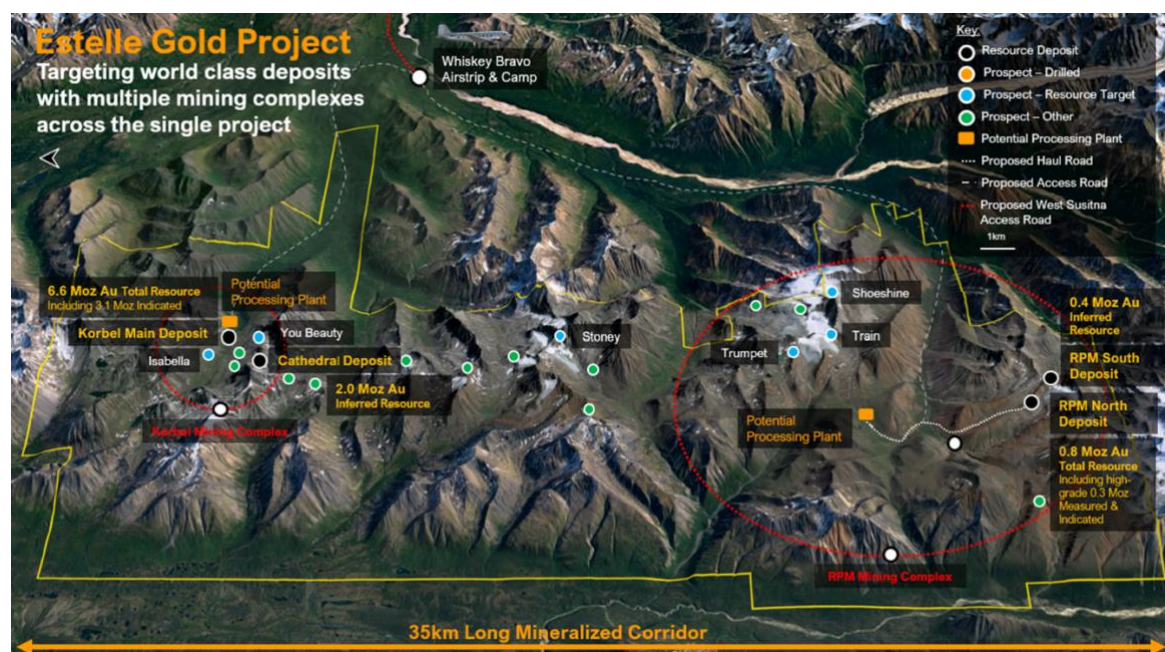 Estelle Gold Project
Targeting world class deposits
with multiple mining complexes
across the single project
Whiskey Bravo
Airstrip & Camp
Key:
Resource Deposit
Prospect – Drilled
Prospect – Resource Target
Prospect – Other
Potential Processing Plant
Proposed Haul Road
Proposed Access Road
Proposed West Susitna
Access Road
1km
6.6 Moz Au Total Resource
Including 3.1 Moz Indicated
Potential
Processing Plant
Korbel Main Deposit
You Beauty
Isabella
Cathedral Deposit
2.0 Moz Au
Inferred Resource
Korbel Mining Complex
Stoney
Shoeshine
Train
Trumpet
Potential
Processing Plant
0.4 Moz Au
Inferred
Resource
RPM South
Deposit
RPM North
Deposit
0.8 Moz Au
Total Resource
Including high-
grade 0.3 Moz
Measured &
Indicated
RPM Mining Complex
35km Long Mineralized Corridor